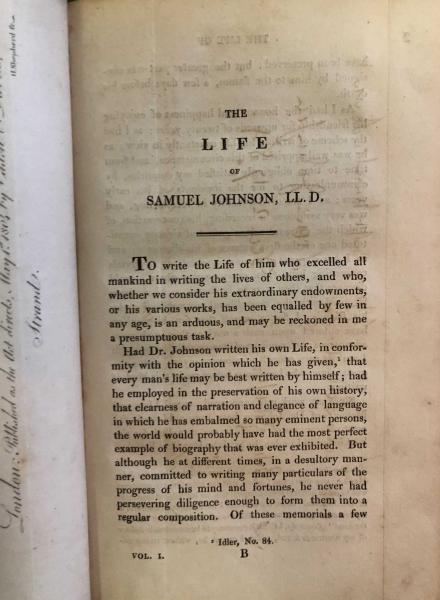 THE
LIFE
OF
SAMUEL JOHNSON, LL. D.
To write the Life of him who excelled all
mankind in writing the lives of others, and who,
whether we consider his extraordinary endowments,
or his various works, has been equalled by few in
any age, is an arduous, and may be reckoned in me
a presumptuous task.
Had Dr. Johnson written his own Life, in confor-
mity with the opinion which he has given,¹ that
every man's life may be best written by himself; had
he employed in the preservation of his own history,
that clearness of narration and elegance of language
in which he has embalmed so many eminent persons,
the world would probably have had the most perfect
example of biography that was ever exhibited. But
although he at different times, in a desultory man-
ner, committed to writing many particulars of the
progress of his mind and fortunes, he never had
persevering diligence enough to form them into a
regular composition. Of these memorials a few
¹ Idler, No. 84.
VOL. I. B
London, Published as the Act directs, May
Strand.